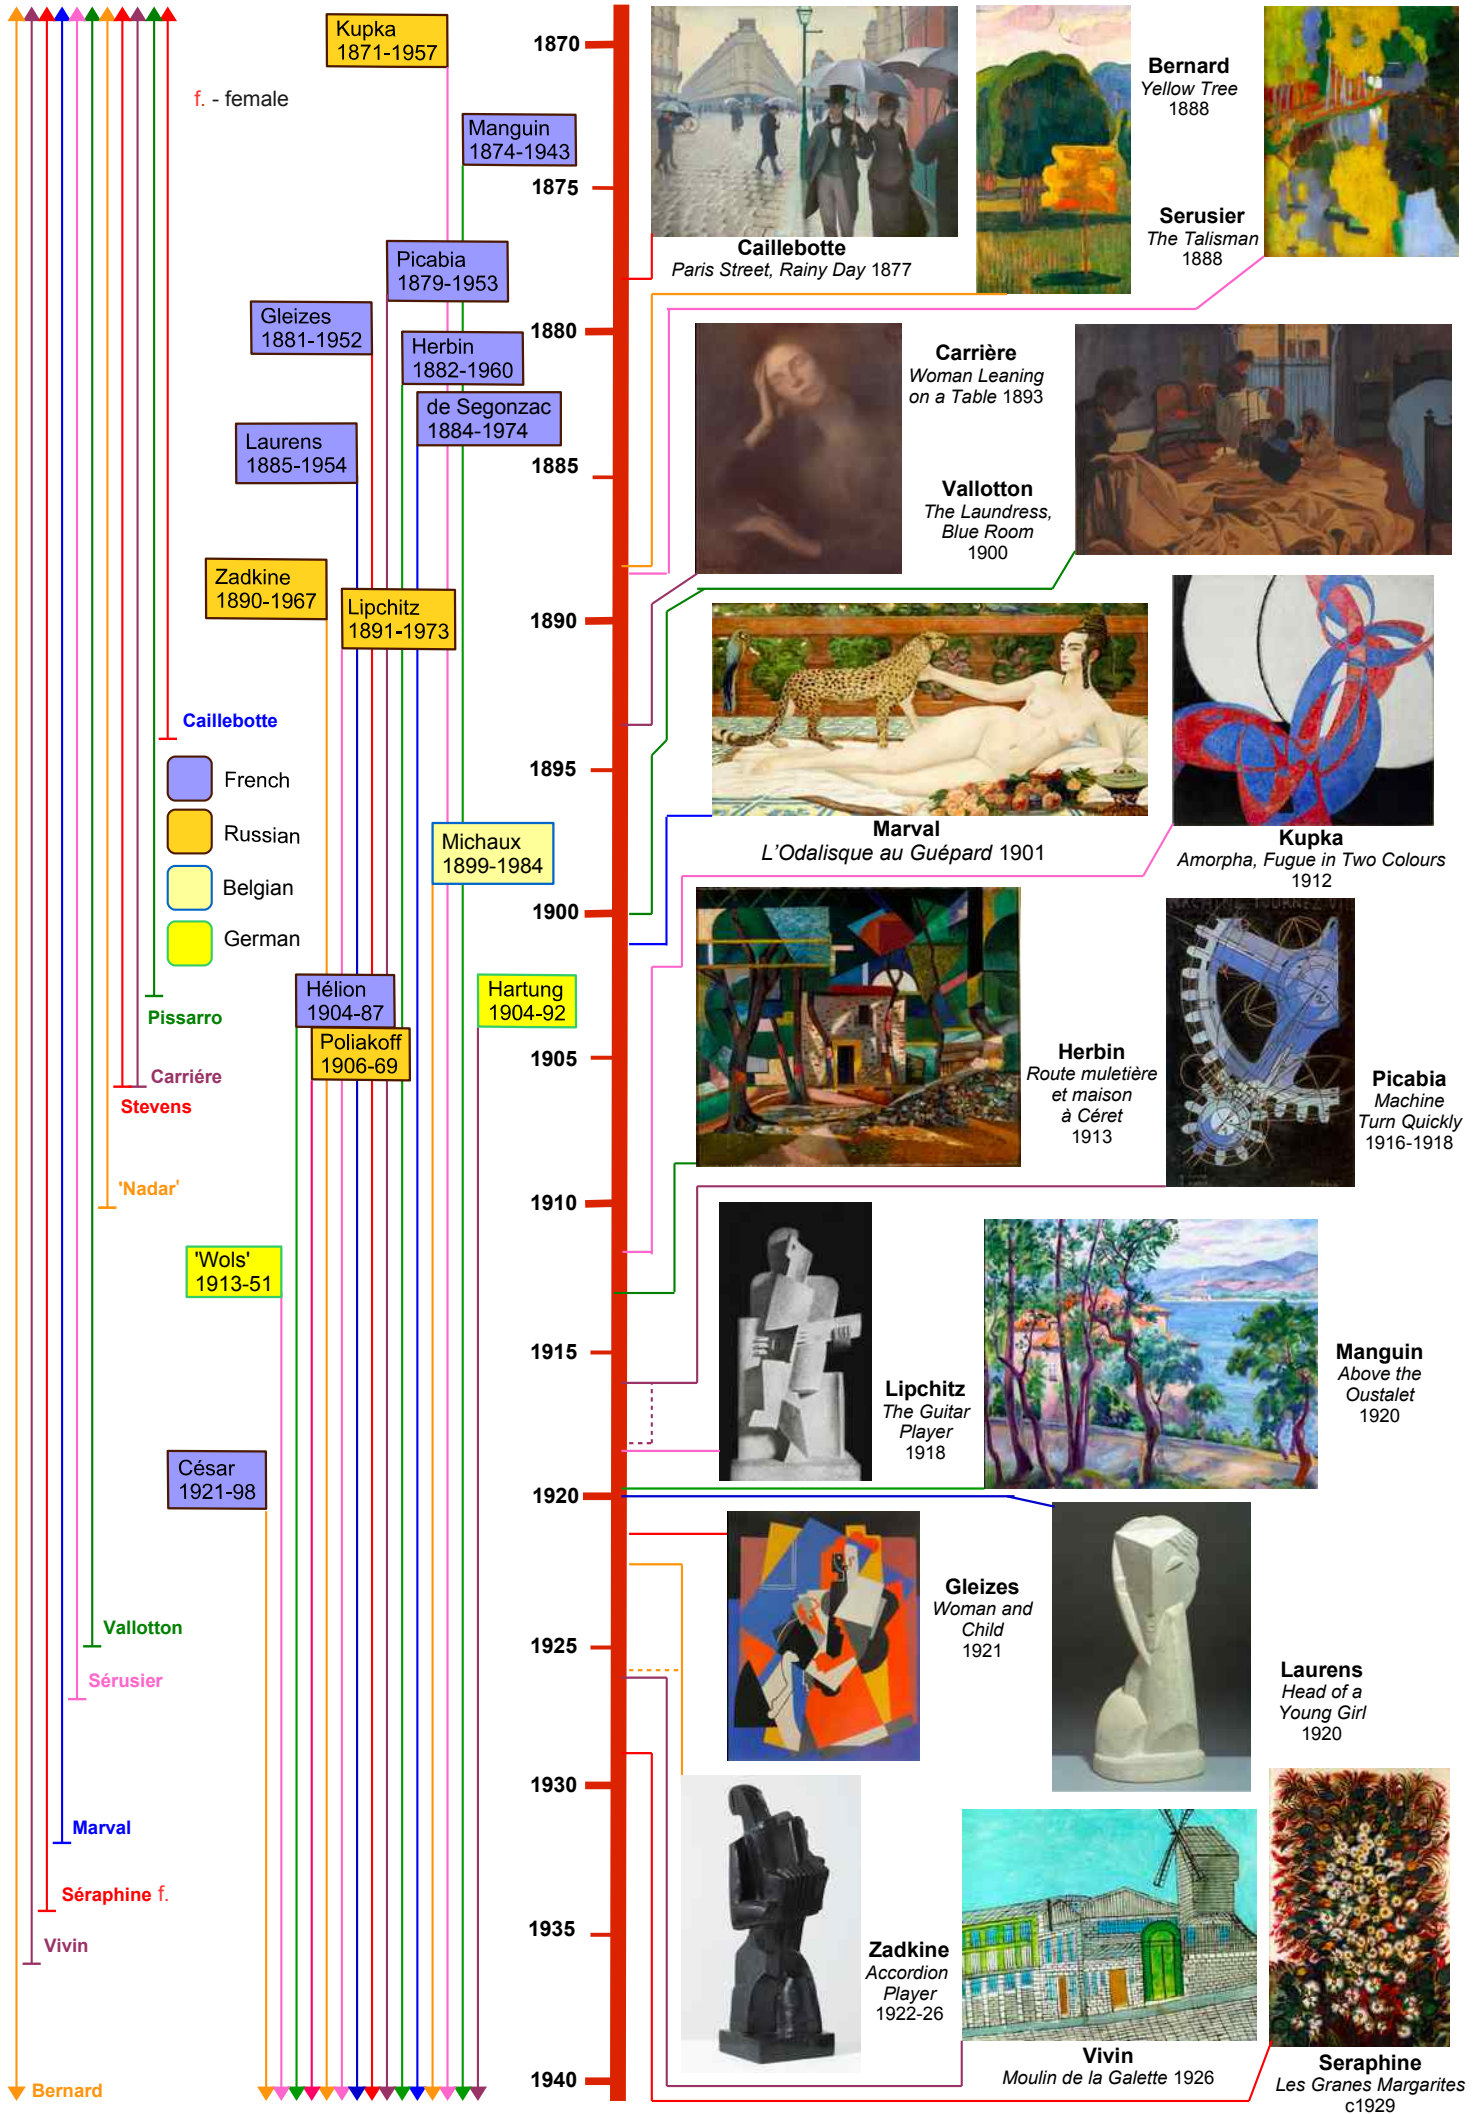 Kupka
1871-1957
f. - female
Manguin
1874-1943
Picabia
1879-1953
Gleizes
1881-1952
Herbin
1882-1960
de Segonzac
1884-1974
Laurens
1885-1954
Zadkine
1890-1967
Lipchitz
1891-1973
Caillebotte
French
Russian
Belgian
German
Michaux
1899-1984
Hélion
1904-87
Hartung
1904-92
Poliakoff
1906-69
Pissarro
Carriére
Stevens
'Nadar'
'Wols'
1913-51
César
1921-98
Vallotton
Sérusier
Marval
Séraphine f.
Vivin
Bernard
1870
1875
1880
1885
1890
1895
1900
1905
1910
1915
1920
1925
1930
1935
1940
Caillebotte
Paris Street, Rainy Day 1877
Bernard
Yellow Tree
1888
Serusier
The Talisman
1888
Carrière
Woman Leaning
on a Table 1893
Vallotton
The Laundress,
Blue Room
1900
Marval
L'Odalisque au Guépard 1901
Kupka
Amorpha, Fugue in Two Colours
1912
Herbin
Route muletière
et maison
à Céret
1913
Picabia
Machine
Turn Quickly
1916-1918
Lipchitz
The Guitar
Player
1918
Manguin
Above the
Oustalet
1920
Gleizes
Woman and
Child
1921
Laurens
Head of a
Young Girl
1920
Zadkine
Accordion
Player
1922-26
Vivin
Moulin de la Galette 1926
Seraphine
Les Granes Margarites
c1929